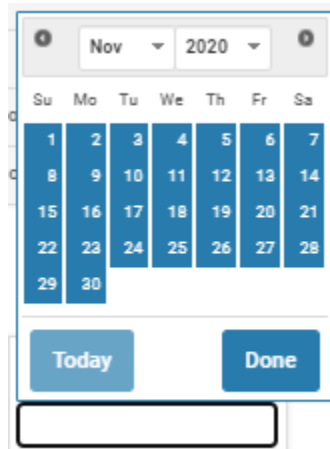 Nov 2020
Su Mo Tu We Th Fr Sa
1 2 3 4 5 6 7
8 9 10 11 12 13 14
15 16 17 18 19 20 21
22 23 24 25 26 27 28
29 30
Today Done